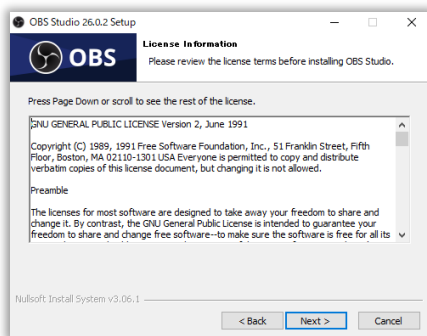 OBS Studio 26.0.2 Setup
OBS
License Information
Please review the license terms before installing OBS Studio.
Press Page Down or scroll to see the rest of the license.
GNU GENERAL PUBLIC LICENSE Version 2, June 1991
Copyright (C) 1989, 1991 Free Software Foundation, Inc., 51 Franklin Street, Fifth
Floor, Boston, MA 02110-1301 USA Everyone is permitted to copy and distribute
verbatim copies of this license document, but changing it is not allowed.
Preamble
The licenses for most software are designed to take away your freedom to share and
change it. By contrast, the GNU General Public License is intended to guarantee your
freedom to share and change free software--to make sure the software is free for all its
Nullsoft Install System v3.06.1
< Back
Next >
Cancel